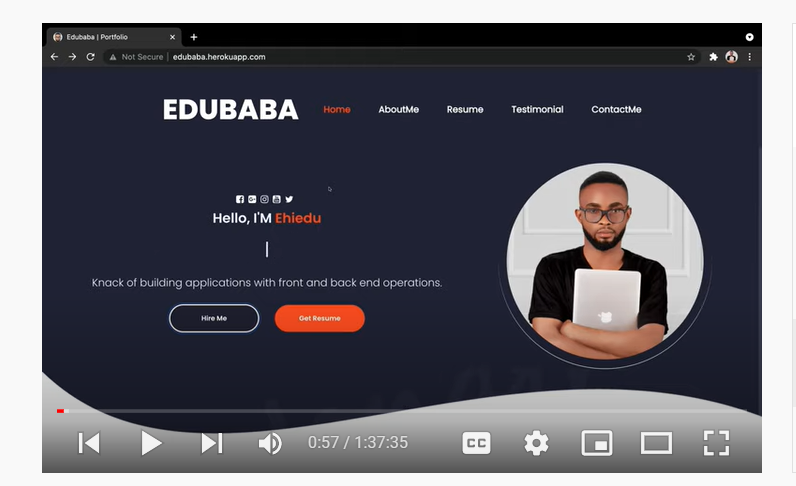 Edubaba | Portfolio
Not Secure | edubaba.herokuapp.com
EDUBABA
Home
AboutMe
Resume
Testimonial
ContactMe
Hello, I'M Ehiedu
Knack of building applications with front and back end operations.
Hire Me
Get Resume
0:57 / 1:37:35
CC